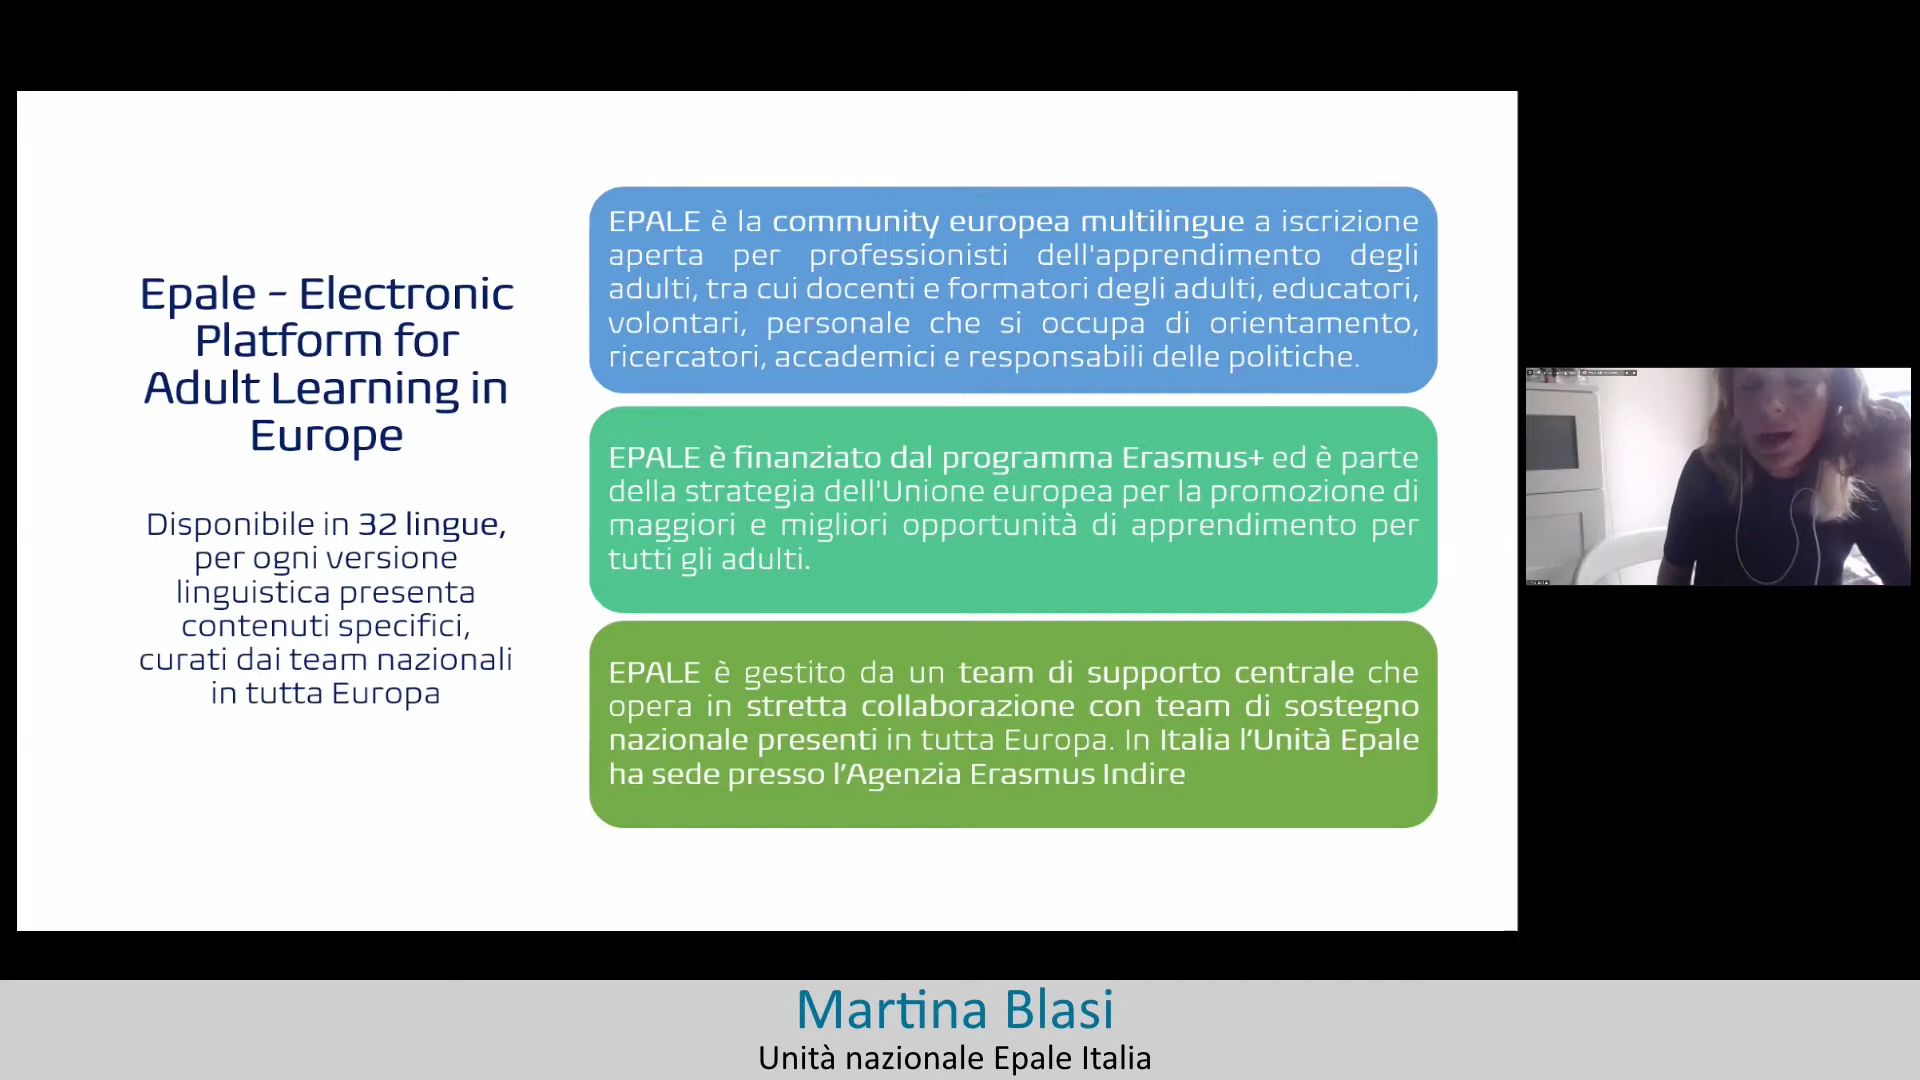 Epale – Electronic
Platform for
Adult Learning in
Europe
Disponibile in 32 lingue,
per ogni versione
linguistica presenta
contenuti specifici,
curati dai team nazionali
in tutta Europa
EPALE è la community europea multilingue a iscrizione
aperta per professionisti dell'apprendimento degli
adulti, tra cui docenti e formatori degli adulti, educatori,
volontari, personale che si occupa di orientamento,
ricercatori, accademici e responsabili delle politiche.
EPALE è finanziato dal programma Erasmus+ ed è parte
della strategia dell'Unione europea per la promozione di
maggiori e migliori opportunità di apprendimento per
tutti gli adulti.
EPALE è gestito da un team di supporto centrale che
opera in stretta collaborazione con team di sostegno
nazionale presenti in tutta Europa. In Italia l’Unità Epale
ha sede presso l’Agenzia Erasmus Indire
Martina Blasi
Unità nazionale Epale Italia